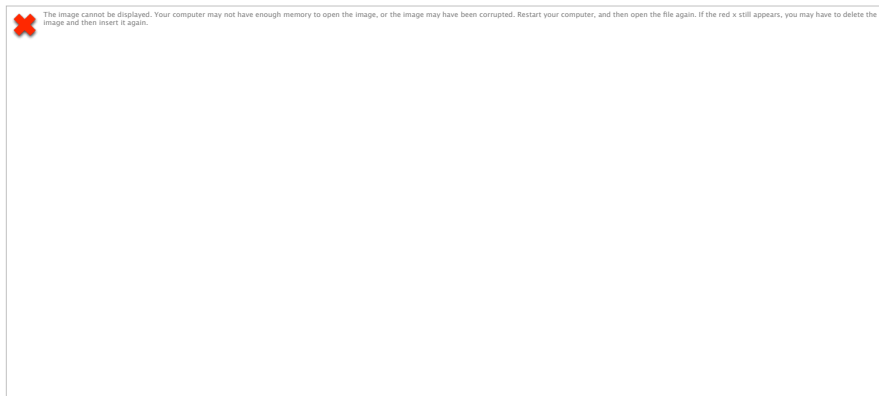 The image cannot be displayed. Your computer may not have enough memory to open the image, or the image may have been corrupted. Restart your computer, and then open the file again. If the red x still appears, you may have to delete the
image and then insert it again.